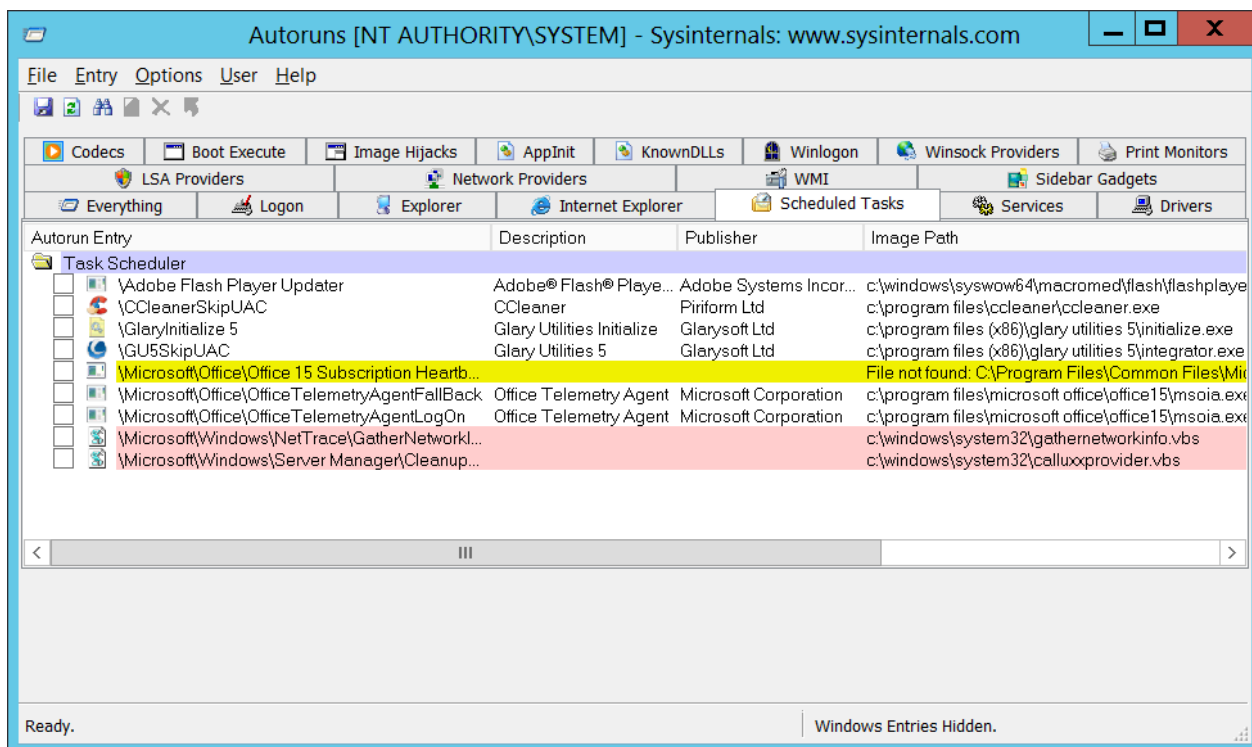 Autoruns [NT AUTHORITY\SYSTEM] - Sysinternals: www.sysinternals.com
File Entry Options User Help
Codecs Boot Execute Image Hijacks AppInit KnownDLLs Winlogon Winsock Providers Print Monitors
LSA Providers Network Providers WMI Sidebar Gadgets
Everything Logon Explorer Internet Explorer Scheduled Tasks Services Drivers
Autorun Entry Description Publisher Image Path
Task Scheduler
\Adobe Flash Player Updater Adobe® Flash® Playe... Adobe Systems Incor... c:\windows\syswow64\macromed\flash\flashplaye
\CCleanerSkipUAC CCleaner Piriform Ltd c:\program files\ccleaner\ccleaner.exe
\GlaryInitialize 5 Glary Utilities Initialize Glarysoft Ltd c:\program files (x86)\glary utilities 5\initialize.exe
\GU5SkipUAC Glary Utilities 5 Glarysoft Ltd c:\program files (x86)\glary utilities 5\integrator.exe
\Microsoft\Office\Office 15 Subscription Heartb... File not found: C:\Program Files\Common Files\Mic
\Microsoft\Office\OfficeTelemetryAgentFallBack Office Telemetry Agent Microsoft Corporation c:\program files\microsoft office\office15\msoia.exe
\Microsoft\Office\OfficeTelemetryAgentLogOn Office Telemetry Agent Microsoft Corporation c:\program files\microsoft office\office15\msoia.exe
\Microsoft\Windows\NetTrace\GatherNetworkI... c:\windows\system32\gathernetworkinfo.vbs
\Microsoft\Windows\Server Manager\Cleanup... c:\windows\system32\calluxxprovider.vbs
Ready. Windows Entries Hidden.